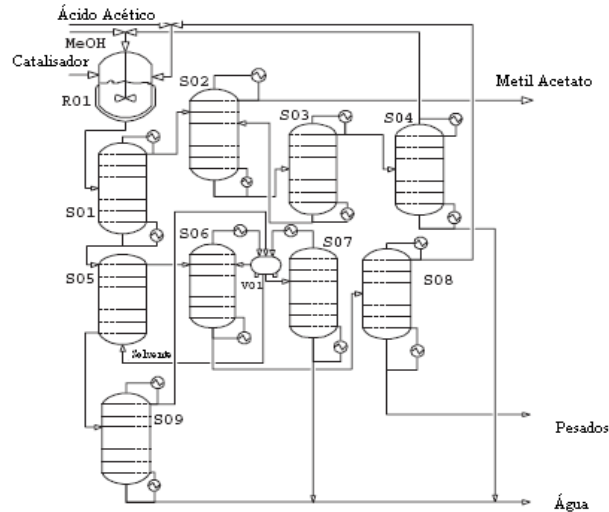 Ácido Acético
MeOH
Catalisador
R01
S02
Metil Acetato
S03
S04
S01
S06
S07
S05
V01
S08
Solvente
S09
Pesados
Água